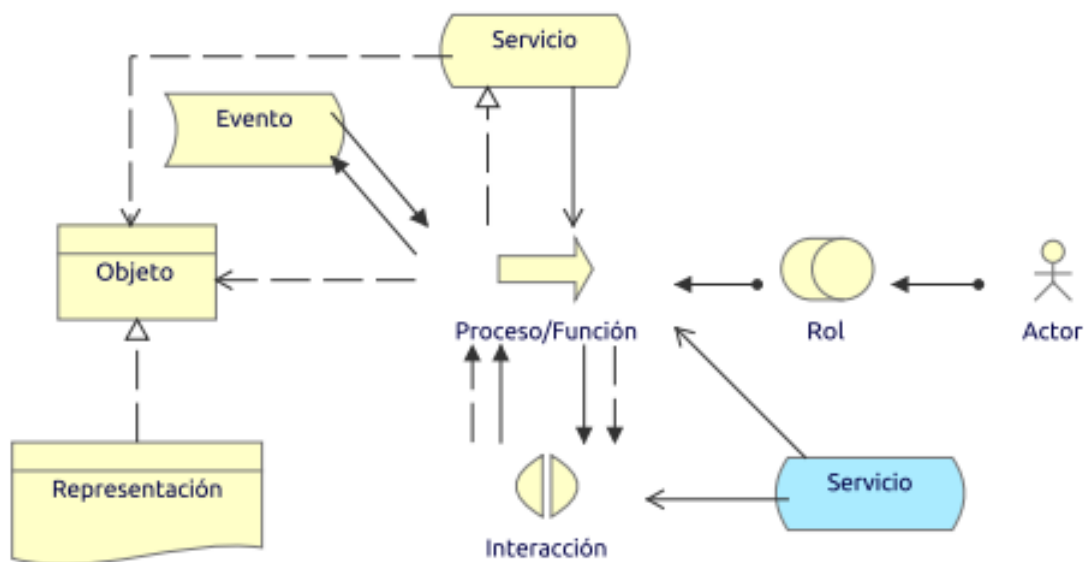 Servicio
Evento
Objeto
Proceso/Función
Rol
Actor
Representación
Servicio
Interacción